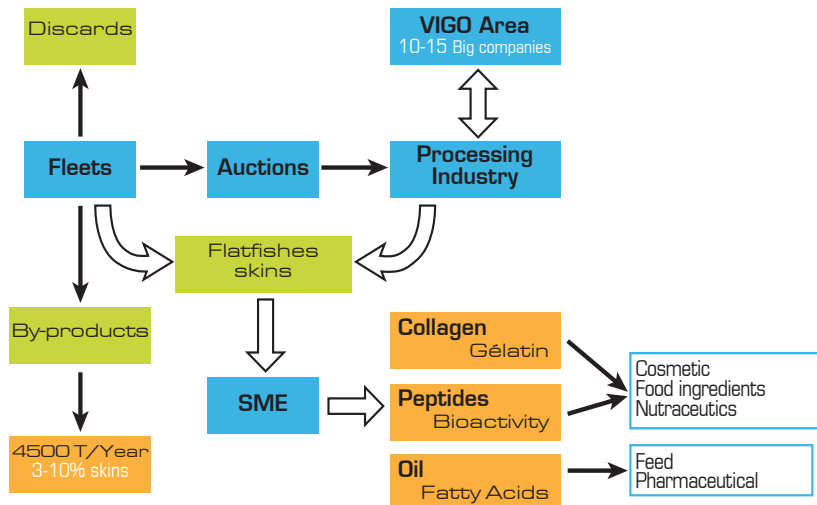 Discards
VIGO Area
10-15 Big companies
Fleets
Auctions
Processing
Industry
Flatfishes
skins
By-products
Collagen
Gélatin
Cosmetic
Food ingredients
Nutraceutics
SME
Peptides
Bioactivity
4500 T/Year
3-10% skins
Oil
Fatty Acids
Feed
Pharmaceutical